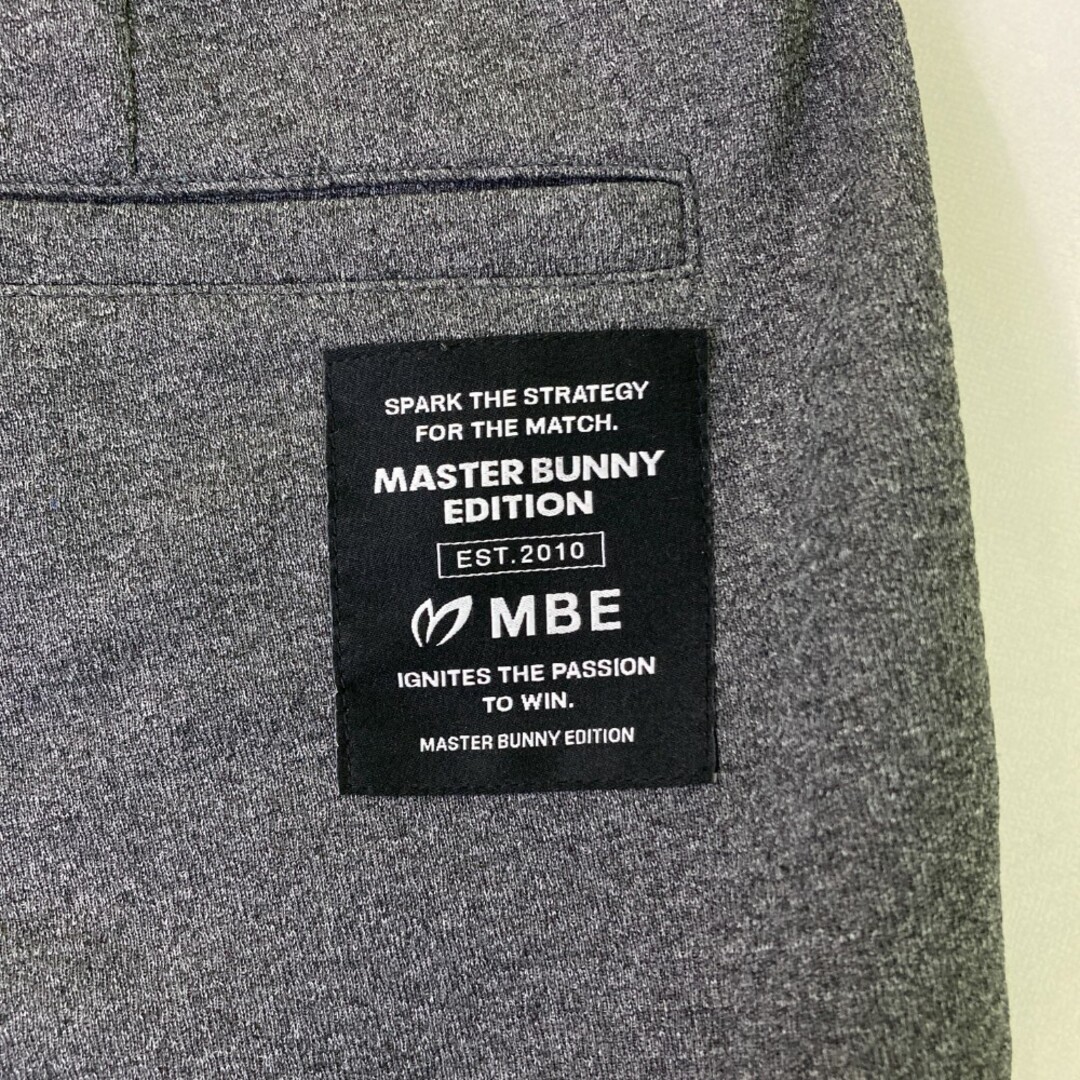 SPARK THE STRATEGY
FOR THE MATCH.
MASTER BUNNY
EDITION
EST.2010
MBE
IGNITES THE PASSION
TO WIN.
MASTER BUNNY EDITION